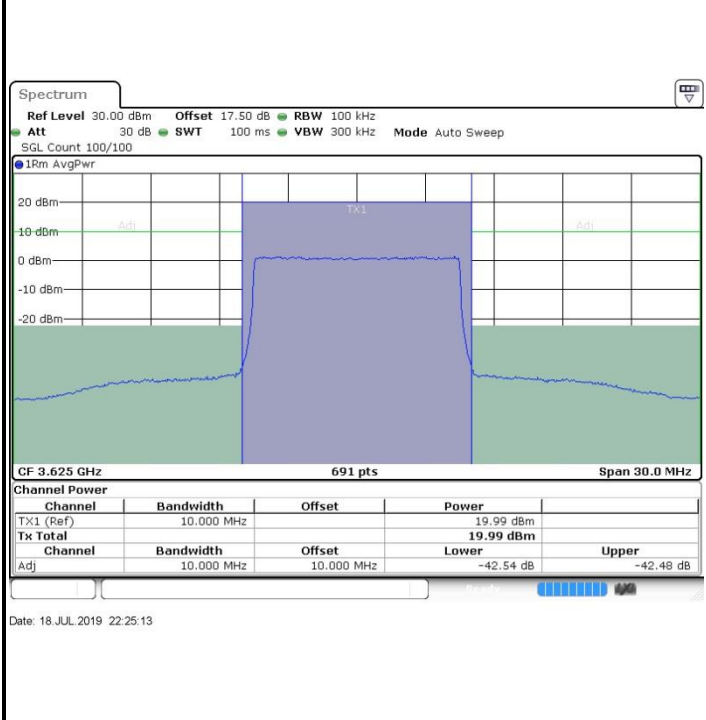 Spectrum
Ref Level 30.00 dBm Offset 17.50 dB RBW 100 kHz
Att 30 dB SWT 100 ms VBW 300 kHz Mode Auto Sweep
SGL Count 100/100
1Rm AvgPwr
20 dBm
TX1
Adj Adj
10 dBm
0 dBm
-10 dBm
-20 dBm
CF 3.625 GHz 691 pts Span 30.0 MHz
Channel Power
Channel Bandwidth Offset Power
TX1 (Ref) 10.000 MHz 19.99 dBm
Tx Total 19.99 dBm
Channel Bandwidth Offset Lower Upper
Adj 10.000 MHz 10.000 MHz -42.54 dB -42.48 dB
Ready
Date: 18.JUL.2019 22:25:13